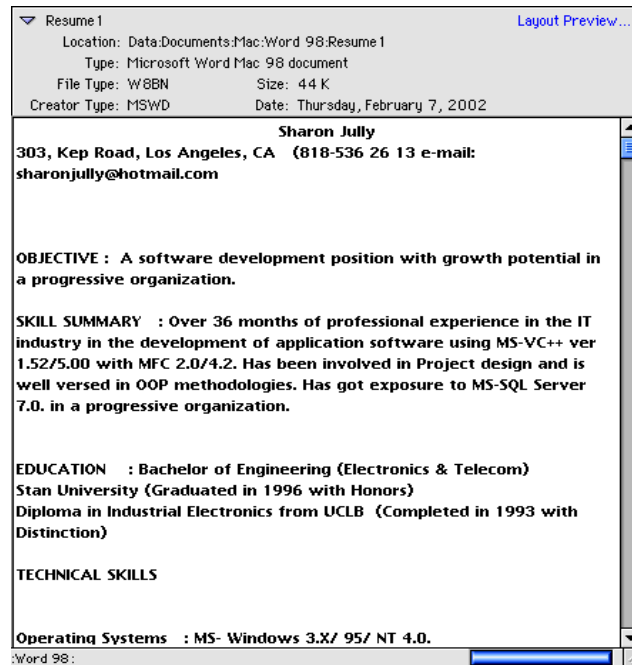 Resume1 Layout Preview...
Location: Data:Documents:Mac:Word 98:Resume1
Type: Microsoft Word Mac 98 document
File Type: W8BN Size: 44 K
Creator Type: MSWD Date: Thursday, February 7, 2002
Sharon Jully
303, Kep Road, Los Angeles, CA (818-536 26 13 e-mail:
sharonjully@hotmail.com
OBJECTIVE : A software development position with growth potential in
a progressive organization.
SKILL SUMMARY : Over 36 months of professional experience in the IT
industry in the development of application software using MS-VC++ ver
1.52/5.00 with MFC 2.0/4.2. Has been involved in Project design and is
well versed in OOP methodologies. Has got exposure to MS-SQL Server
7.0. in a progressive organization.
EDUCATION : Bachelor of Engineering (Electronics & Telecom)
Stan University (Graduated in 1996 with Honors)
Diploma in Industrial Electronics from UCLB (Completed in 1993 with
Distinction)
TECHNICAL SKILLS
Operating Systems : MS- Windows 3.X/ 95/ NT 4.0.
:Word 98: